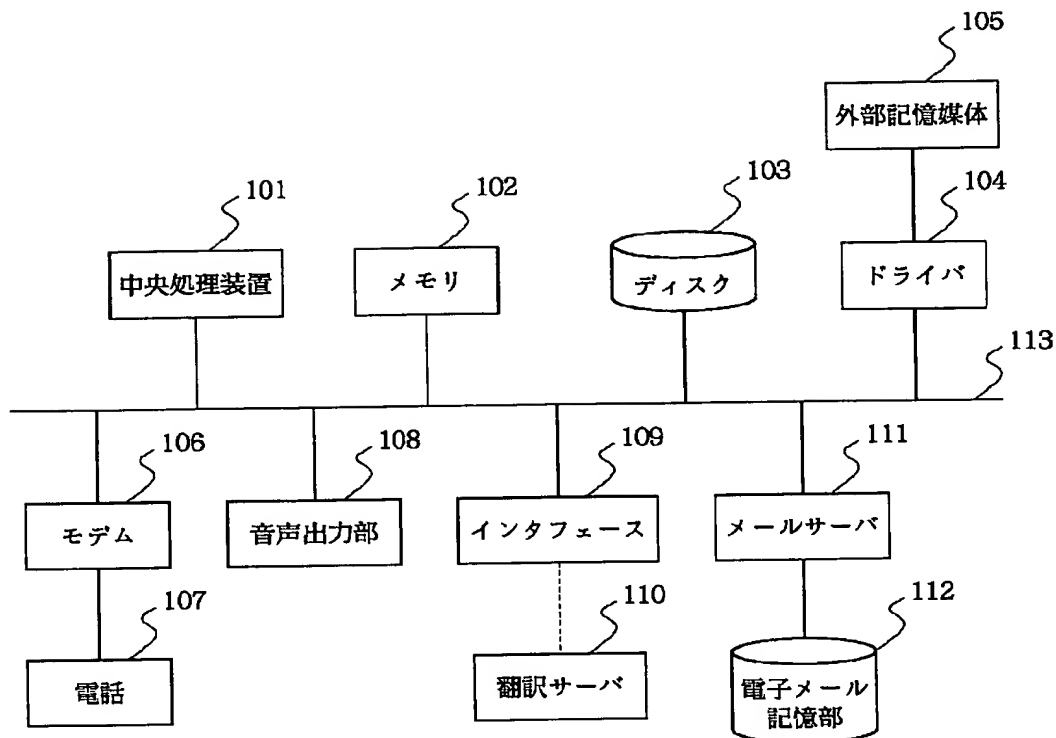 105
外部記憶媒体
101
102
103
104
中央処理装置
メモリ
ディスク
ドライバ
113
106
108
109
111
モデム
音声出力部
インタフェース
メールサーバ
107
110
112
電話
翻訳サーバ
電子メール
記憶部